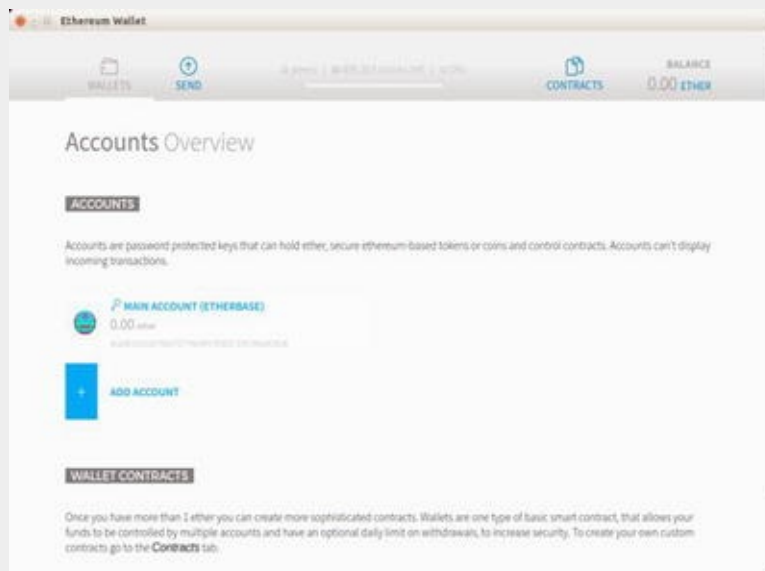 Ethereum Wallet
WALLETS
SEND
CONTRACTS
BALANCE
0.00 ETHER
Accounts Overview
ACCOUNTS
Accounts are password protected keys that can hold ether, secure ethereum-based tokens or coins and control contracts. Accounts can't display
incoming transactions.
MAIN ACCOUNT (ETHERBASE)
0.00 ether
+
ADD ACCOUNT
WALLET CONTRACTS
Once you have more than 1 ether you can create more sophisticated contracts. Wallets are one type of basic smart contract, that allows your
funds to be controlled by multiple accounts and have an optional daily limit on withdrawals, to increase security. To create your own custom
contracts go to the Contracts tab.